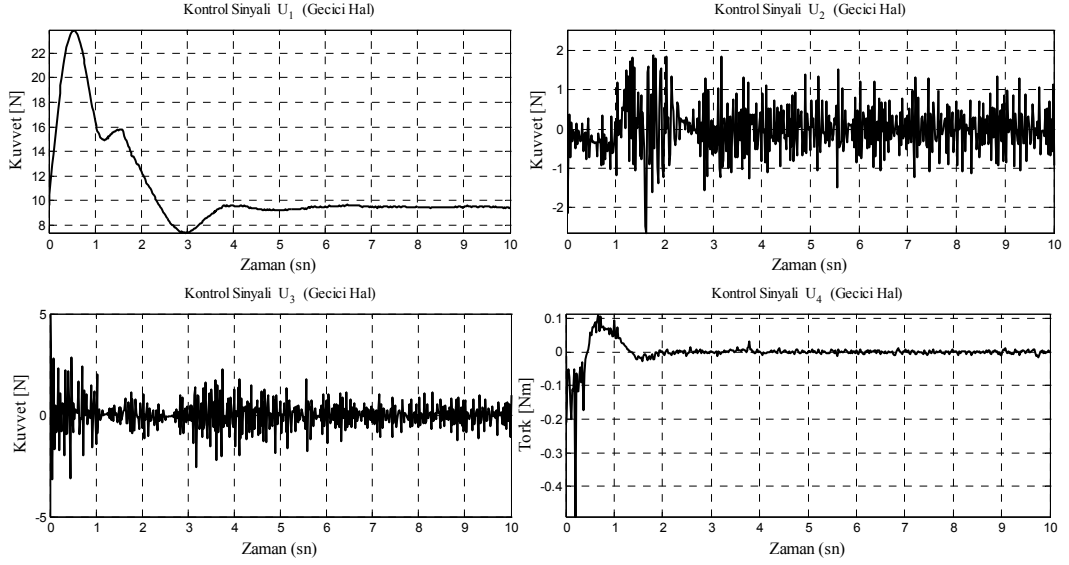 Kontrol Sinyali U1 (Gecici Hal)
Kuvvet [N]
22
20
18
16
14
12
10
8
0 1 2 3 4 5 6 7 8 9 10
Zaman (sn)
Kontrol Sinyali U2 (Gecici Hal)
Kuvvet [N]
2
1
0
-1
-2
0 1 2 3 4 5 6 7 8 9 10
Zaman (sn)
Kontrol Sinyali U3 (Gecici Hal)
Kuvvet [N]
5
0
-5
0 1 2 3 4 5 6 7 8 9 10
Zaman (sn)
Kontrol Sinyali U4 (Gecici Hal)
Tork [Nm]
0.1
0
-0.1
-0.2
-0.3
-0.4
0 1 2 3 4 5 6 7 8 9 10
Zaman (sn)